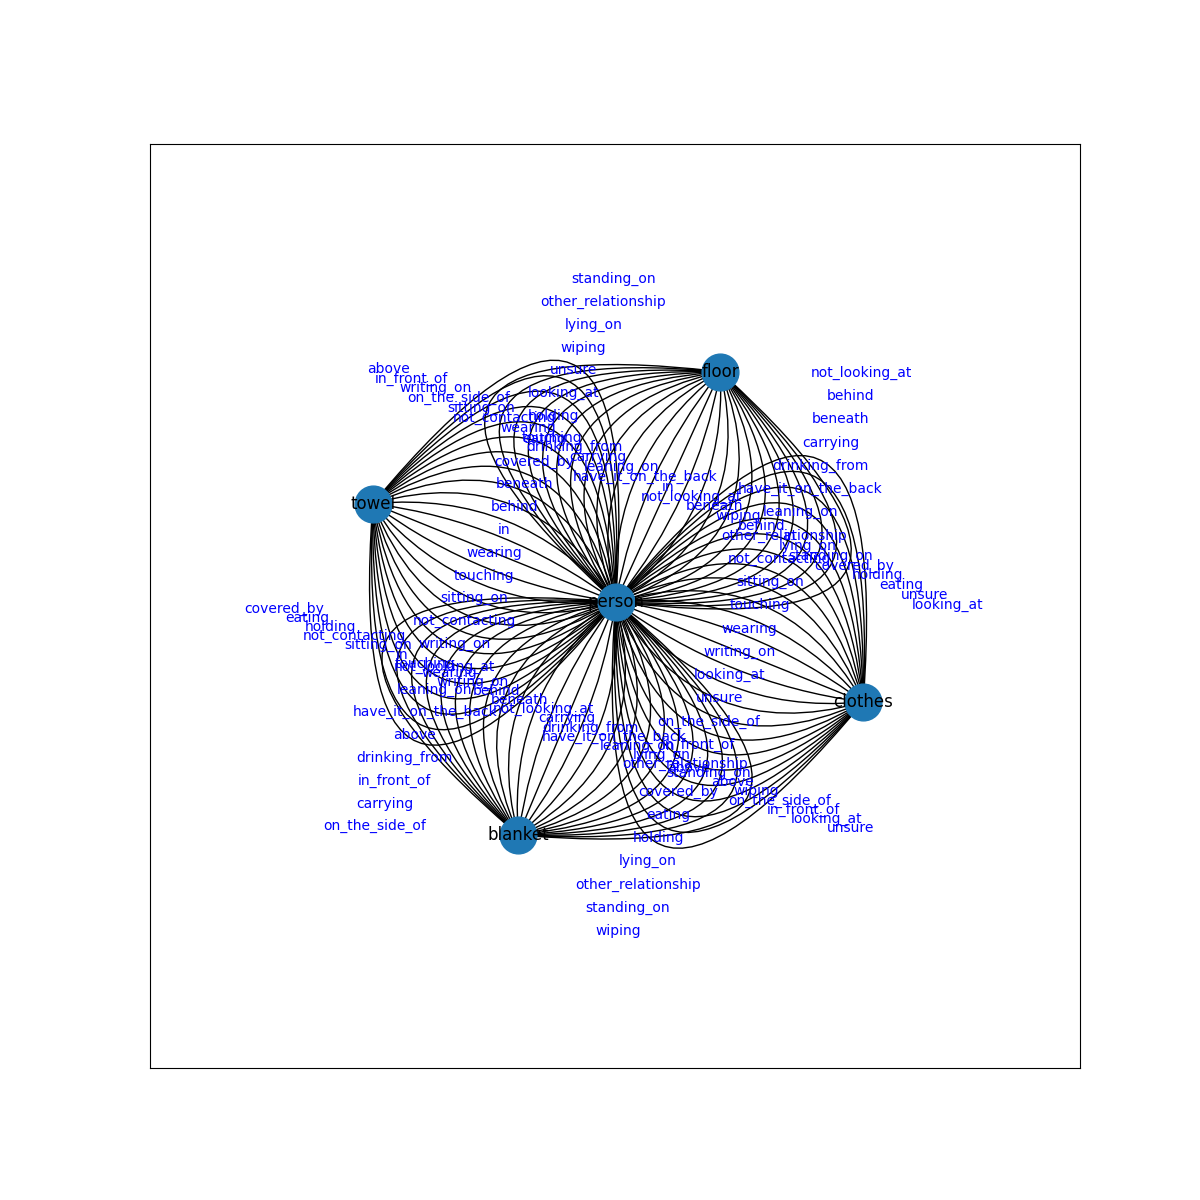 standing_on
other_relationship
lying_on
wiping
unsure
above
in_front_of
writing_on
on_the_side_of
sitting_on
not_contacting
wearing
looking_at
holding
touching
drinking_from
carrying
leaning_on
have_it_on_the_back
in
not_looking_at
beneath
wiping
behind
other_relationship
in
lying_on
standing_on
covered_by
holding
eating
unsure
looking_at
floor
not_looking_at
behind
beneath
carrying
drinking_from
have_it_on_the_back
leaning_on
covered_by
beneath
behind
in
wearing
touching
sitting_on
not_contacting
writing_on
towel
person
not_contacting
sitting_on
touching
wearing
writing_on
looking_at
unsure
on_the_side_of
in_front_of
above
covered_by
eating
holding
lying_on
other_relationship
standing_on
wiping
clothes
covered_by
eating
holding
not_contacting
sitting_on
in
touching
wearing
writing_on
behind
beneath
not_looking_at
carrying
drinking_from
have_it_on_the_back
leaning_on
lying_on
other_relationship
standing_on
above
wiping
on_the_side_of
in_front_of
looking_at
unsure
not_looking_at
leaning_on
have_it_on_the_back
above
drinking_from
in_front_of
carrying
on_the_side_of
blanket